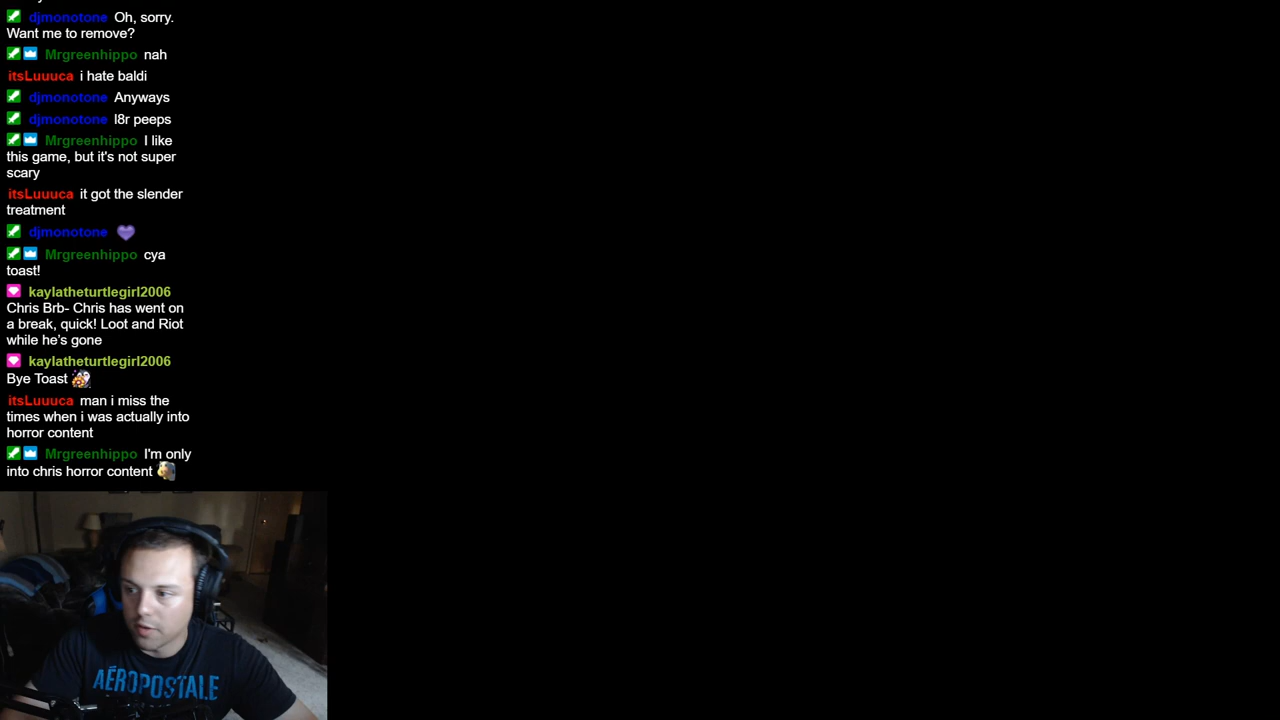 djmonotone Oh, sorry.
Want me to remove?
Mrgreenhippo nah
itsLuuuca i hate baldi
djmonotone Anyways
djmonotone l8r peeps
Mrgreenhippo I like
this game, but it's not super
scary
itsLuuuca it got the slender
treatment
djmonotone
Mrgreenhippo cya
toast!
kaylatheturtlegirl2006
Chris Brb- Chris has went on
a break, quick! Loot and Riot
while he's gone
kaylatheturtlegirl2006
Bye Toast
itsLuuuca man i miss the
times when i was actually into
horror content
Mrgreenhippo I'm only
into chris horror content
AÉROPOSTALE